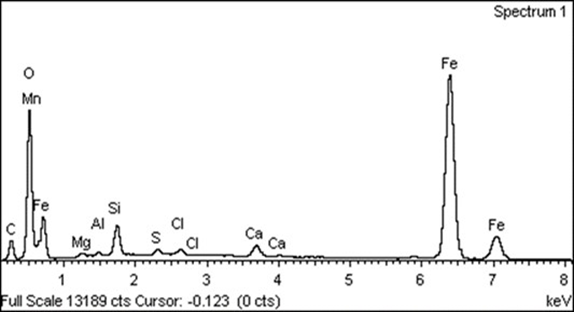 Spectrum 1
O
Mn
Fe
C
Fe
Mg
Al
Si
S
Cl
Cl
Ca
Ca
Fe
1 2 3 4 5 6 7 8
Full Scale 13189 cts Cursor: -0.123 (0 cts) keV